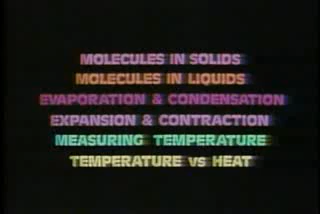 MOLECULES IN SOLIDS
MOLECULES IN LIQUIDS
EVAPORATION & CONDENSATION
EXPANSION & CONTRACTION
MEASURING TEMPERATURE
TEMPERATURE vs HEAT